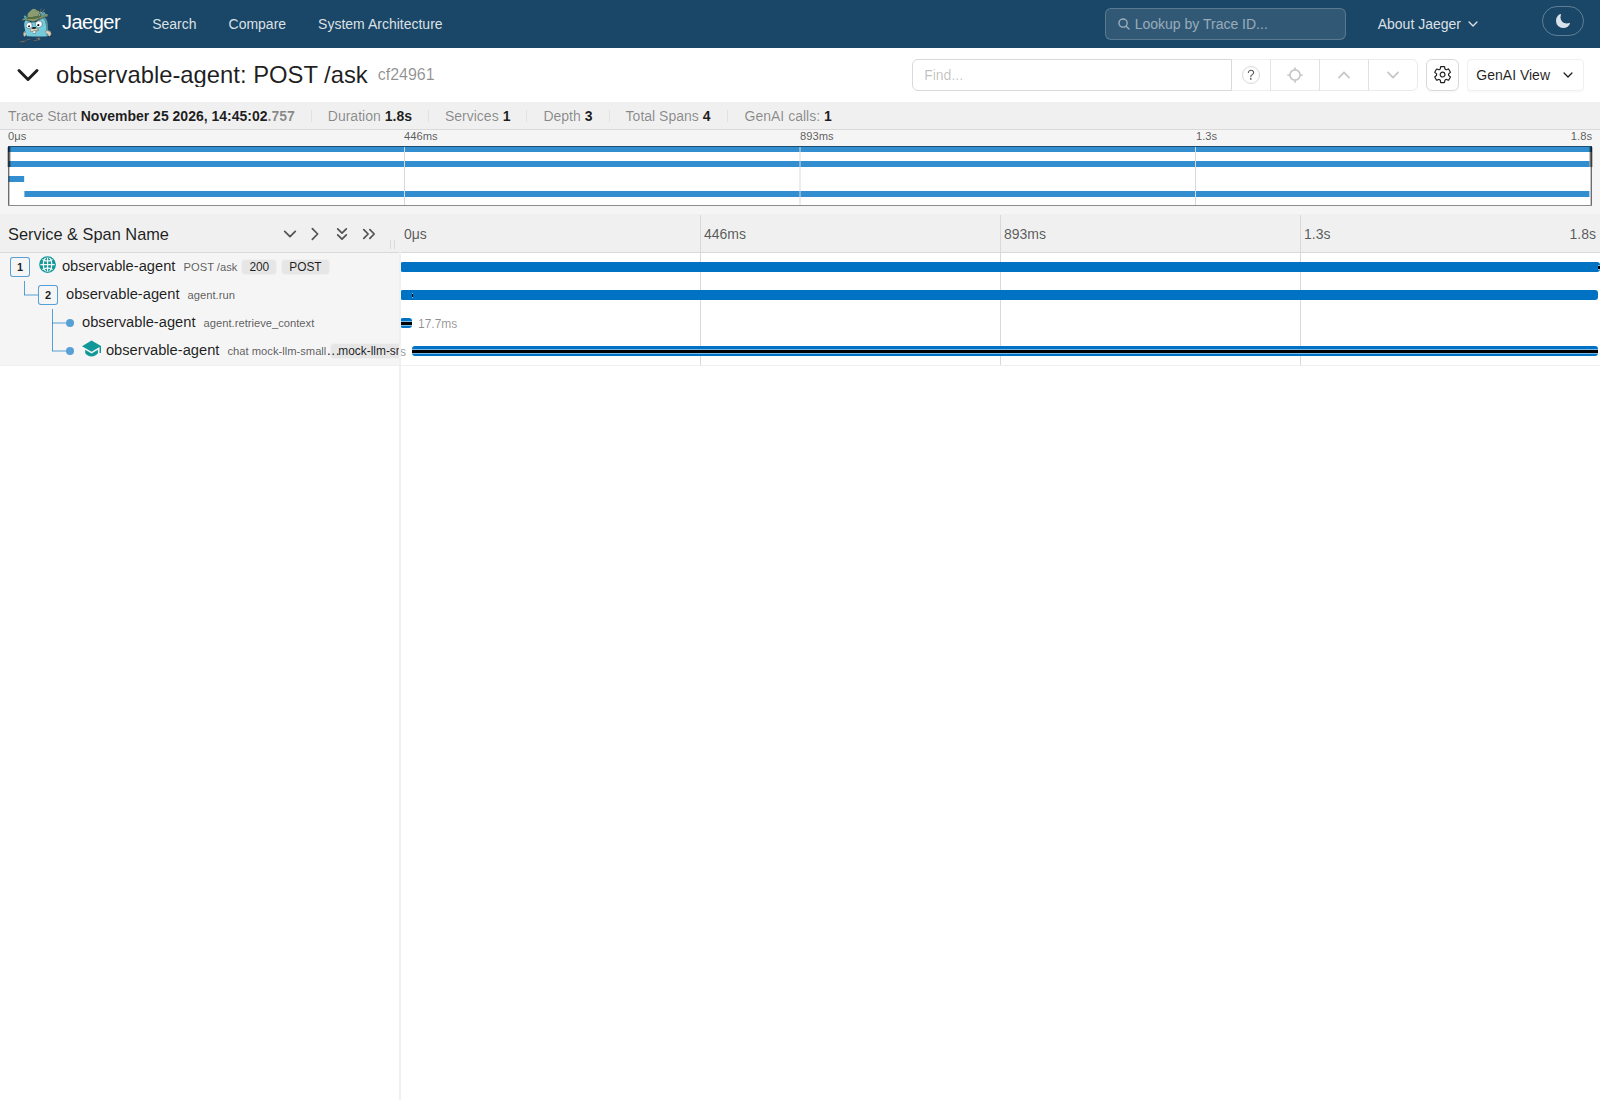 Jaeger Search Compare System Architecture Lookup by Trace ID... About Jaeger
observable-agent: POST /ask cf24961 Find... ? GenAI View
Trace Start November 25 2026, 14:45:02.757 Duration 1.8s Services 1 Depth 3 Total Spans 4 GenAI calls: 1
0μs 446ms 893ms 1.3s 1.8s
Service & Span Name 0μs 446ms 893ms 1.3s 1.8s
1 observable-agent POST /ask 200 POST
2 observable-agent agent.run
observable-agent agent.retrieve_context 17.7ms
observable-agent chat mock-llm-small... mock-llm-sm s